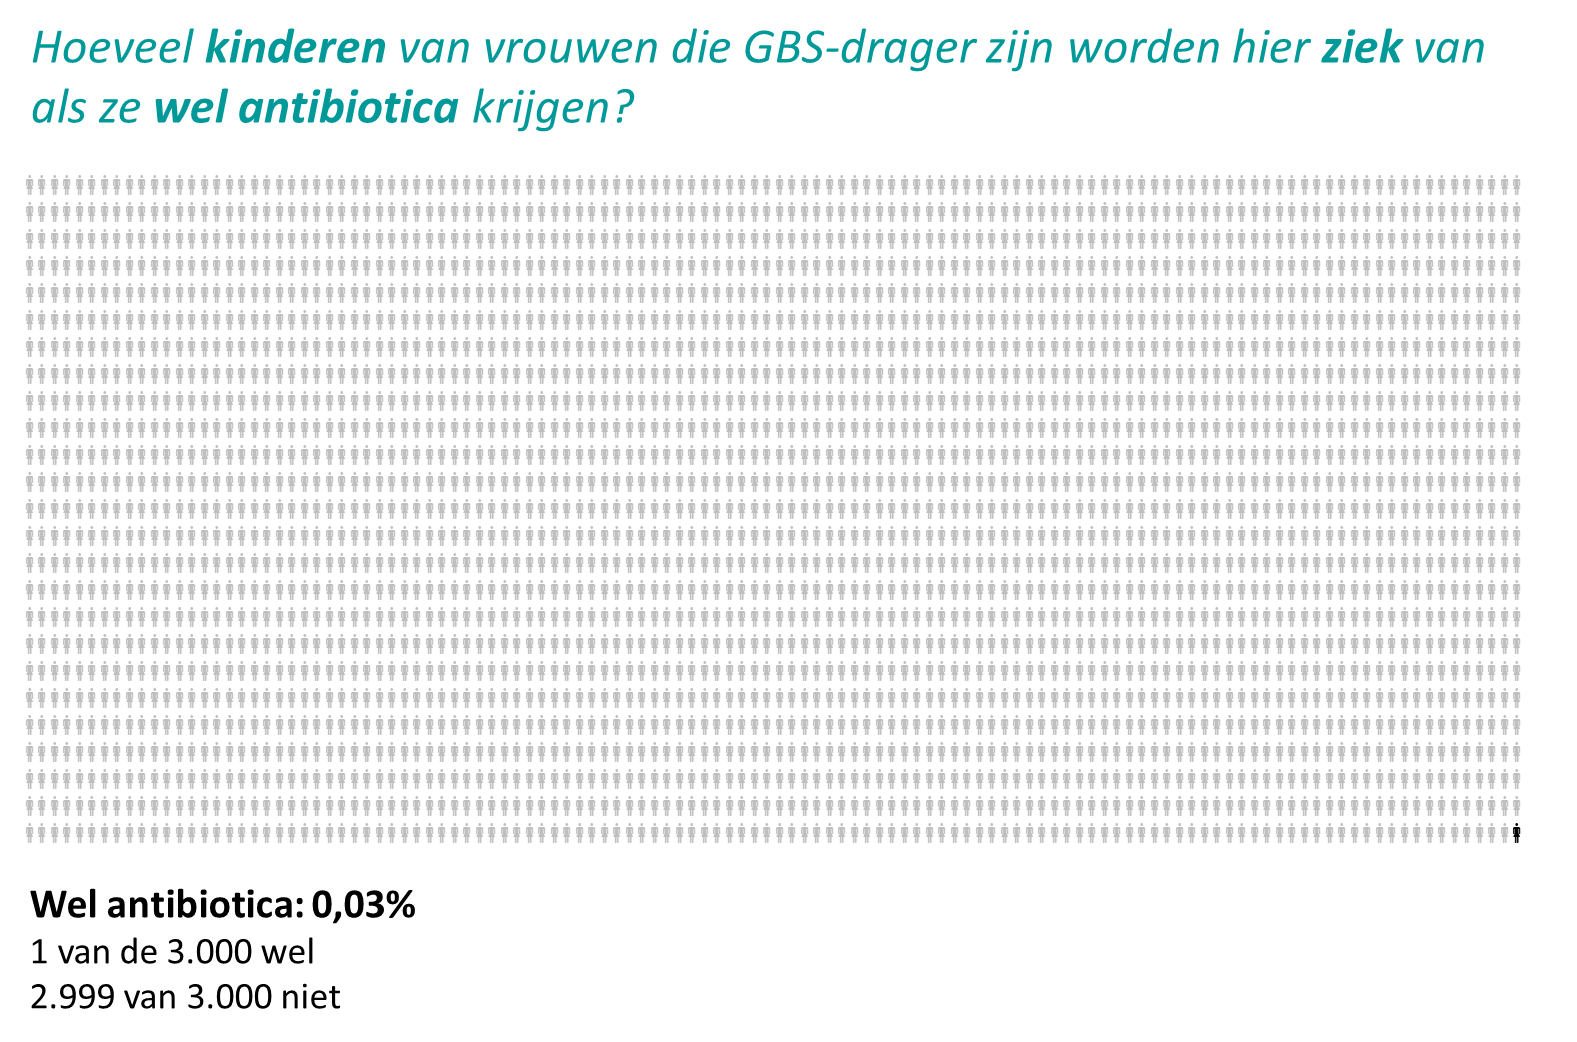 Hoeveel kinderen van vrouwen die GBS-drager zijn worden hier ziek van
als ze wel antibiotica krijgen?
Wel antibiotica: 0,03%
1 van de 3.000 wel
2.999 van 3.000 niet